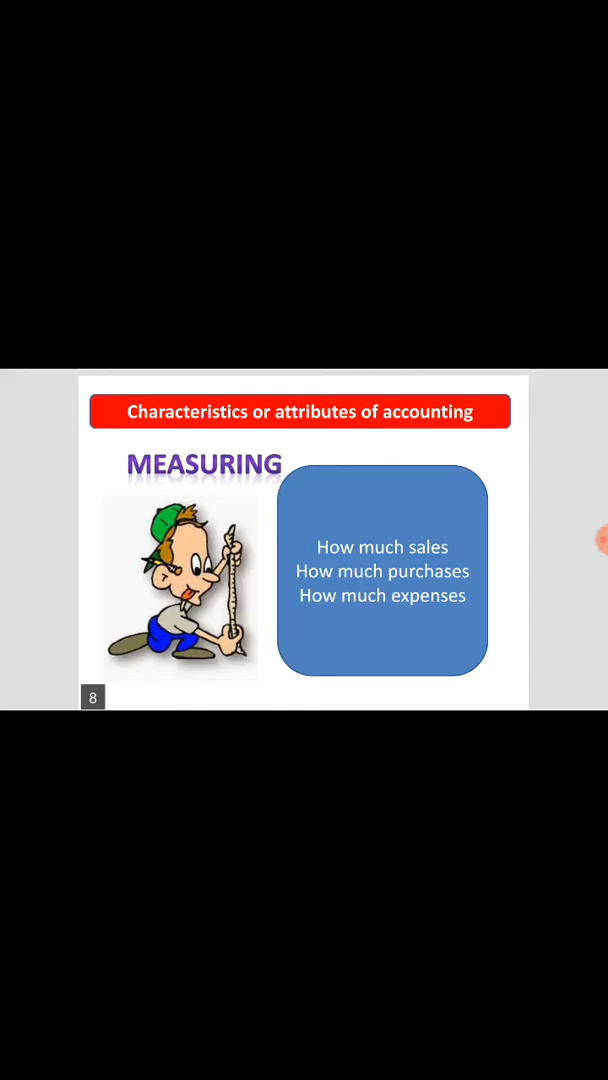 Characteristics or attributes of accounting
MEASURING
How much sales
How much purchases
How much expenses
8